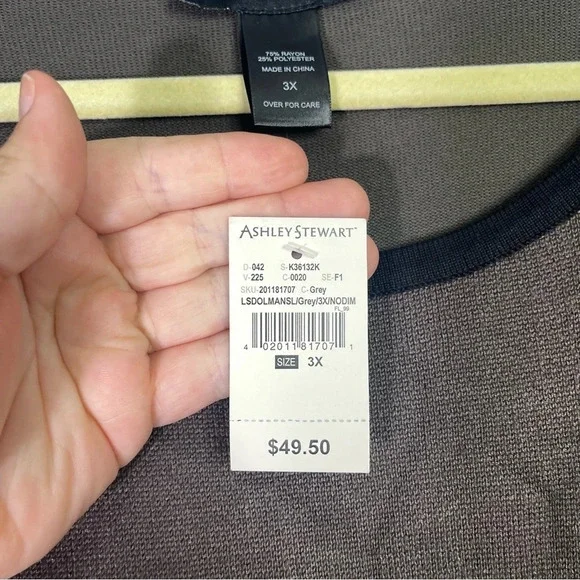 75% RAYON
25% POLYESTER
MADE IN CHINA
3X
OVER FOR CARE
ASHLEY STEWART
D-042 S-K36132K
V-225 C-0020 SE-F1
SKU-201181707 C-Grey
LSDOLMANSL/Grey/3X/NODIM
FL_99
4 02011 81707 1
SIZE 3X
$49.50